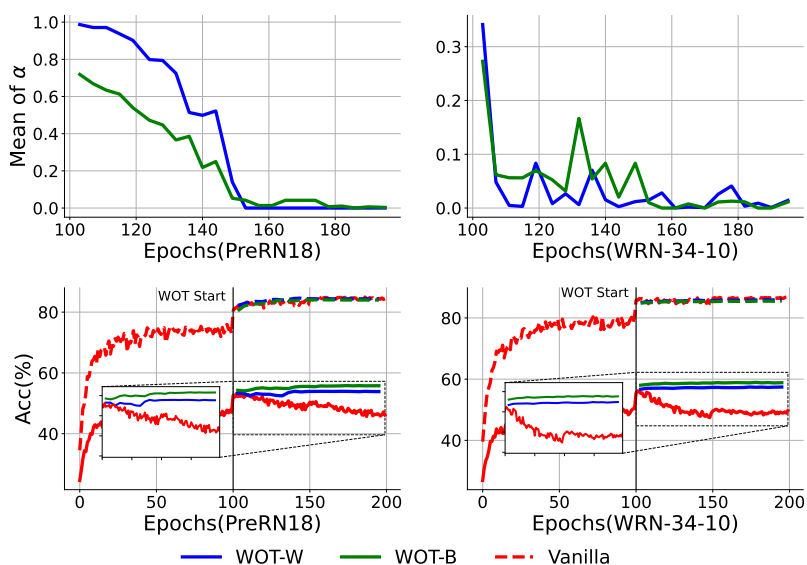 Mean of α
1.0
0.8
0.6
0.4
0.2
0.0
100 120 140 160 180
Epochs(PreRN18)
0.3
0.2
0.1
0.0
100 120 140 160 180
Epochs(WRN-34-10)
Acc(%)
80
60
40
WOT Start
0 50 100 150 200
Epochs(PreRN18)
80
60
40
WOT Start
0 50 100 150 200
Epochs(WRN-34-10)
WOT-W WOT-B Vanilla